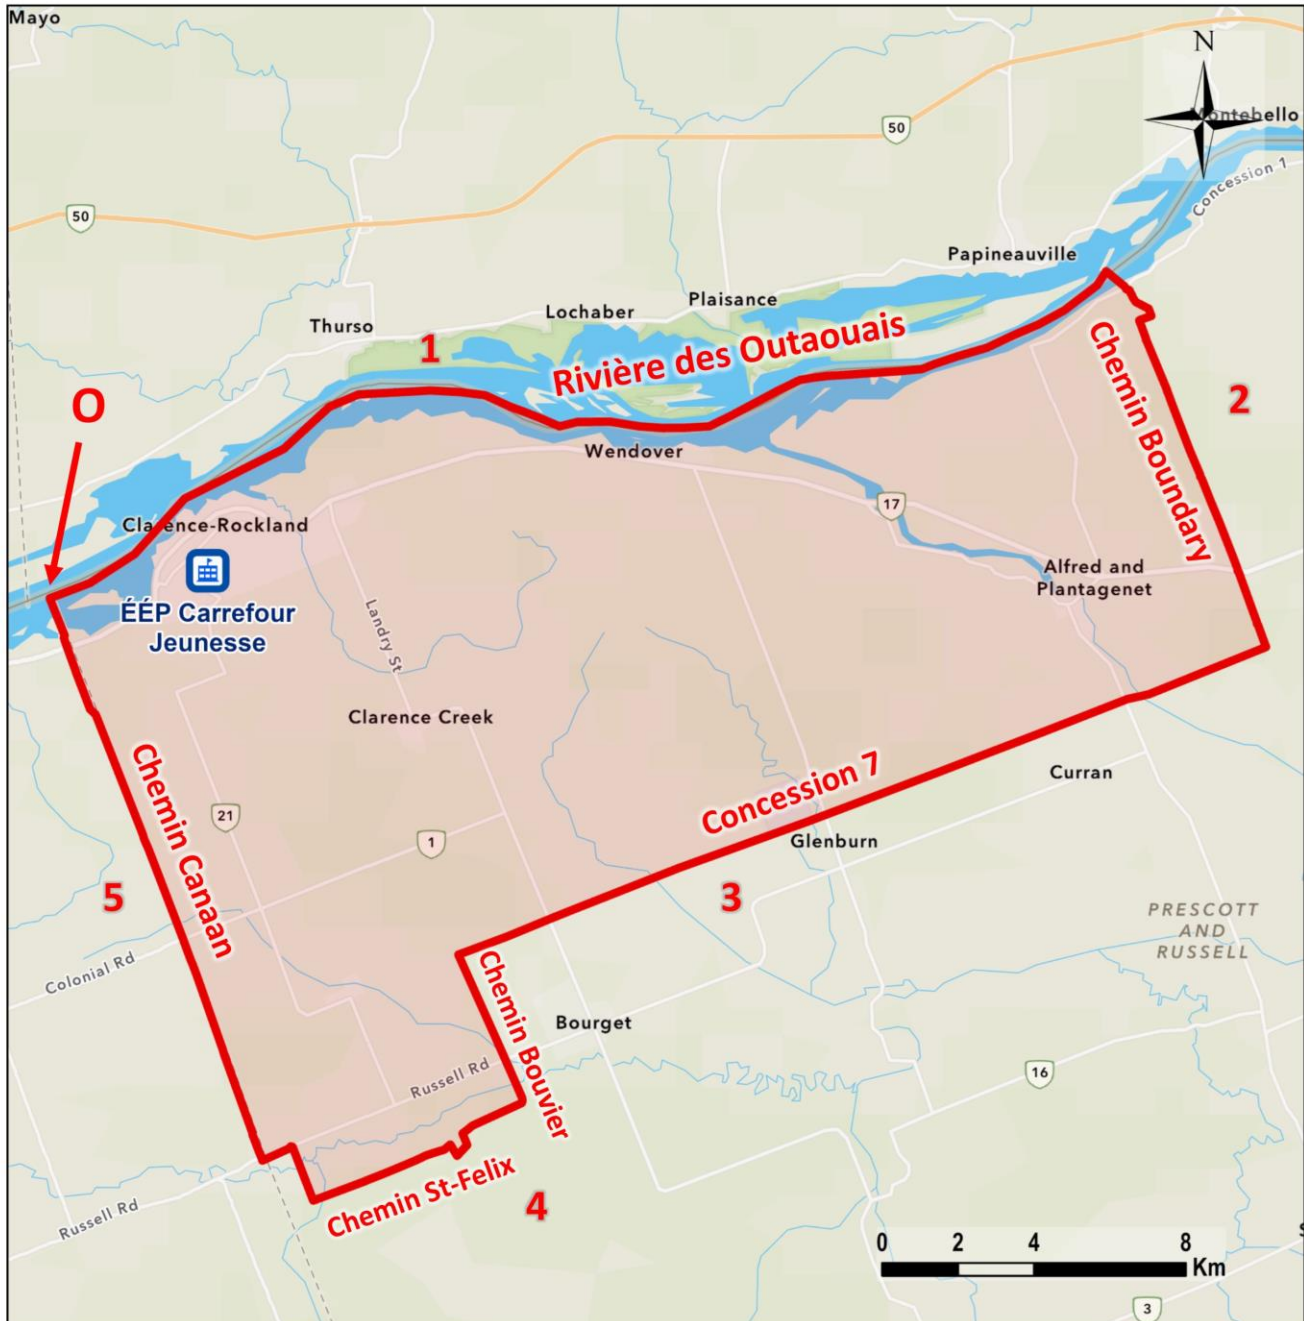 Mayo
N
Montebello
50
50
Concession 1
Papineauville
Plaisance
Lochaber
Thurso
1
Rivière des Outaouais
Chemin Boundary
2
O
Wendover
17
Clarence-Rockland
ÉÉP Carrefour
Jeunesse
Alfred and
Plantagenet
Landry St
Clarence Creek
Chemin Canaan
21
1
Concession 7
Curran
Glenburn
5
3
PRESCOTT
AND
RUSSELL
Colonial Rd
Chemin Bouvier
Bourget
16
Russell Rd
Chemin St-Felix
4
Russell Rd
0 2 4 8
Km
S
3